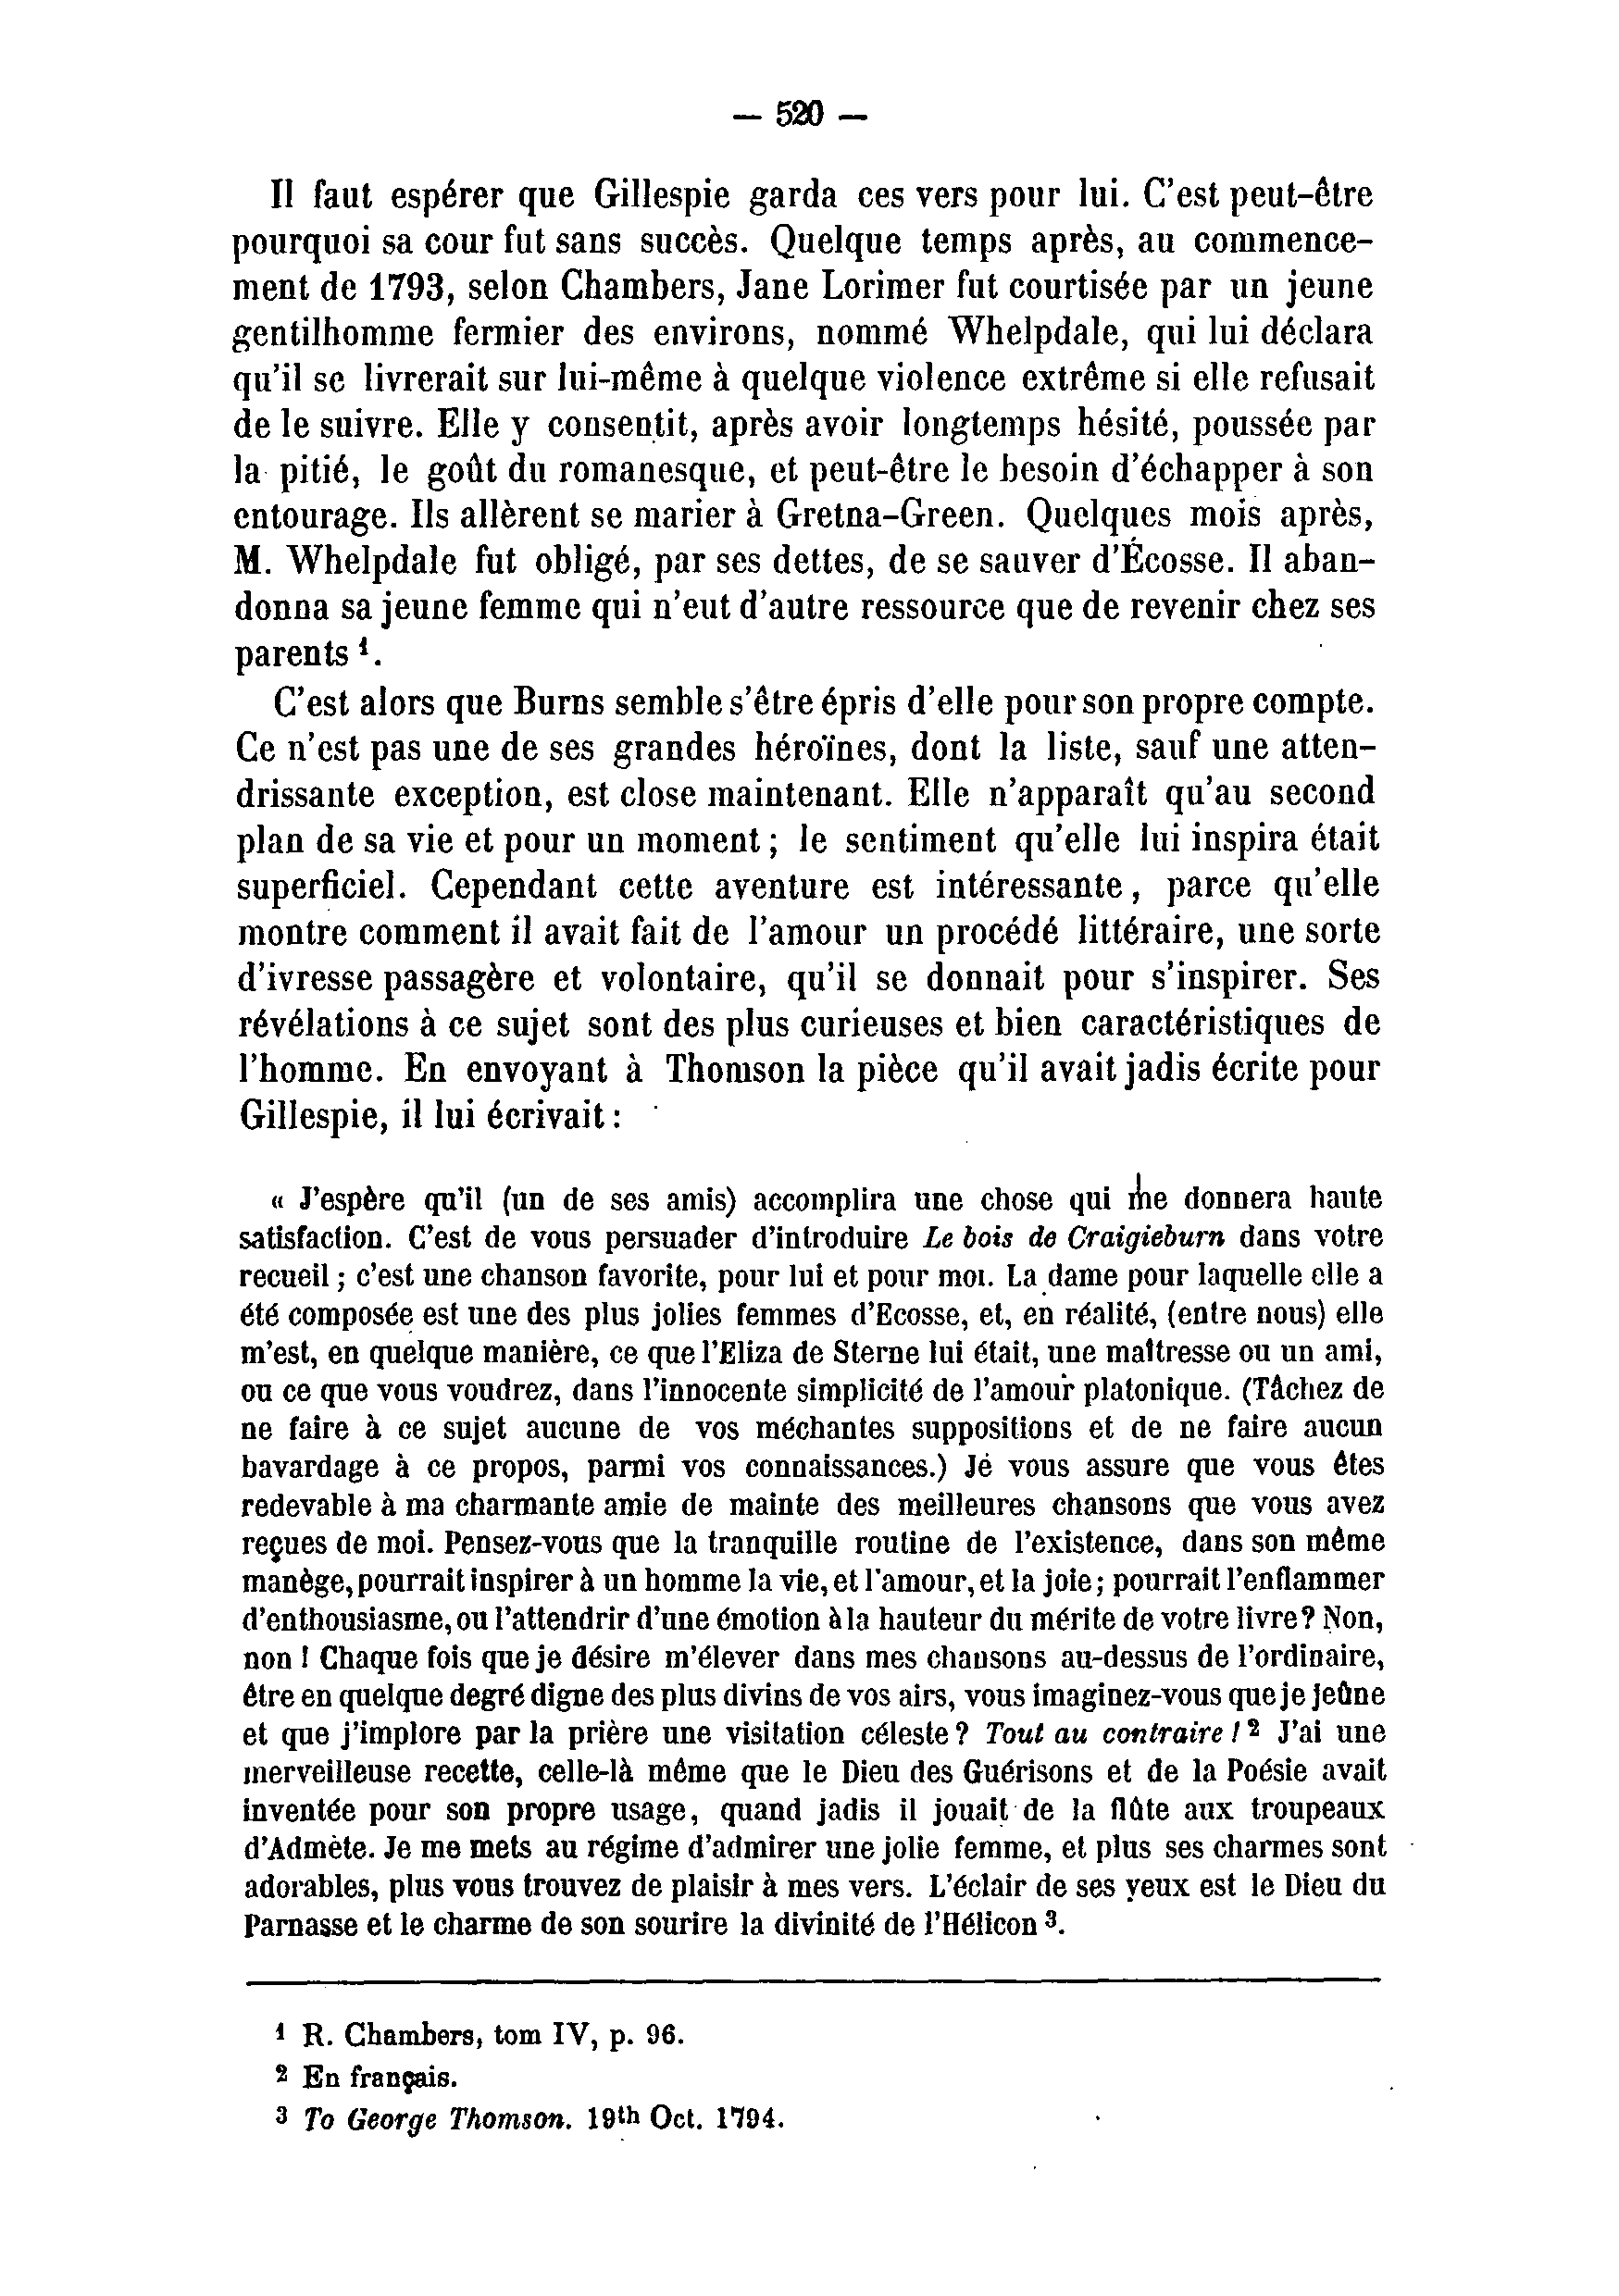 — 520 —
Il faut espérer que Gillespie garda ces vers pour lui. C'est peut-être
pourquoi sa cour fut sans succès. Quelque temps après, au commence-
ment de 1793, selon Chambers, Jane Lorimer fut courtisée par un jeune
gentilhomme fermier des environs, nommé Whelpdale, qui lui déclara
qu'il se livrerait sur lui-même à quelque violence extrême si elle refusait
de le suivre. Elle y consentit, après avoir longtemps hésité, poussée par
la pitié, le goût du romanesque, et peut-être le besoin d'échapper à son
entourage. Ils allèrent se marier à Gretna-Green. Quelques mois après,
M. Whelpdale fut obligé, par ses dettes, de se sauver d'Écosse. Il aban-
donna sa jeune femme qui n'eut d'autre ressource que de revenir chez ses
parents ¹.
C'est alors que Burns semble s'être épris d'elle pour son propre compte.
Ce n'est pas une de ses grandes héroïnes, dont la liste, sauf une atten-
drissante exception, est close maintenant. Elle n'apparaît qu'au second
plan de sa vie et pour un moment ; le sentiment qu'elle lui inspira était
superficiel. Cependant cette aventure est intéressante, parce qu'elle
montre comment il avait fait de l'amour un procédé littéraire, une sorte
d'ivresse passagère et volontaire, qu'il se donnait pour s'inspirer. Ses
révélations à ce sujet sont des plus curieuses et bien caractéristiques de
l'homme. En envoyant à Thomson la pièce qu'il avait jadis écrite pour
Gillespie, il lui écrivait :
« J'espère qu'il (un de ses amis) accomplira une chose qui me donnera haute
satisfaction. C'est de vous persuader d'introduire Le bois de Craigieburn dans votre
recueil ; c'est une chanson favorite, pour lui et pour moi. La dame pour laquelle elle a
été composée est une des plus jolies femmes d'Ecosse, et, en réalité, (entre nous) elle
m'est, en quelque manière, ce que l'Eliza de Sterne lui était, une maîtresse ou un ami,
ou ce que vous voudrez, dans l'innocente simplicité de l'amour platonique. (Tâchez de
ne faire à ce sujet aucune de vos méchantes suppositions et de ne faire aucun
bavardage à ce propos, parmi vos connaissances.) Je vous assure que vous êtes
redevable à ma charmante amie de mainte des meilleures chansons que vous avez
reçues de moi. Pensez-vous que la tranquille routine de l'existence, dans son même
manège, pourrait inspirer à un homme la vie, et l'amour, et la joie ; pourrait l'enflammer
d'enthousiasme, ou l'attendrir d'une émotion à la hauteur du mérite de votre livre ? Non,
non ! Chaque fois que je désire m'élever dans mes chansons au-dessus de l'ordinaire,
être en quelque degré digne des plus divins de vos airs, vous imaginez-vous que je jeûne
et que j'implore par la prière une visitation céleste ? Tout au contraire ! ² J'ai une
merveilleuse recette, celle-là même que le Dieu des Guérisons et de la Poésie avait
inventée pour son propre usage, quand jadis il jouait de la flûte aux troupeaux
d'Admète. Je me mets au régime d'admirer une jolie femme, et plus ses charmes sont
adorables, plus vous trouvez de plaisir à mes vers. L'éclair de ses yeux est le Dieu du
Parnasse et le charme de son sourire la divinité de l'Hélicon ³.
¹ R. Chambers, tom IV, p. 96.
² En français.
³ To George Thomson. 19th Oct. 1794.